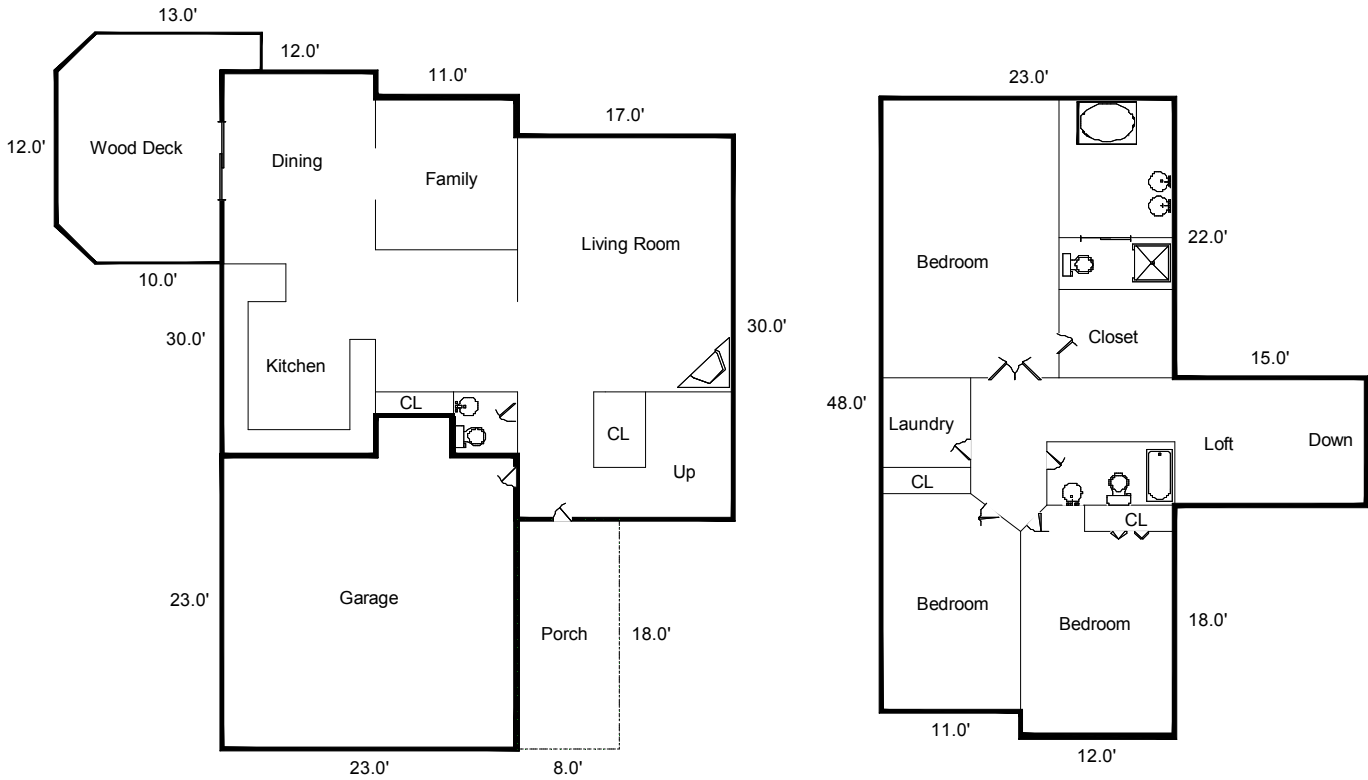 13.0'
12.0'
11.0'
17.0'
12.0'
Wood Deck
Dining
Family
Living Room
10.0'
30.0'
Kitchen
30.0'
CL
CL
Up
23.0'
Garage
Porch
18.0'
23.0'
8.0'
23.0'
22.0'
Bedroom
Closet
15.0'
48.0'
Laundry
Loft
Down
CL
CL
Bedroom
Bedroom
18.0'
11.0'
12.0'